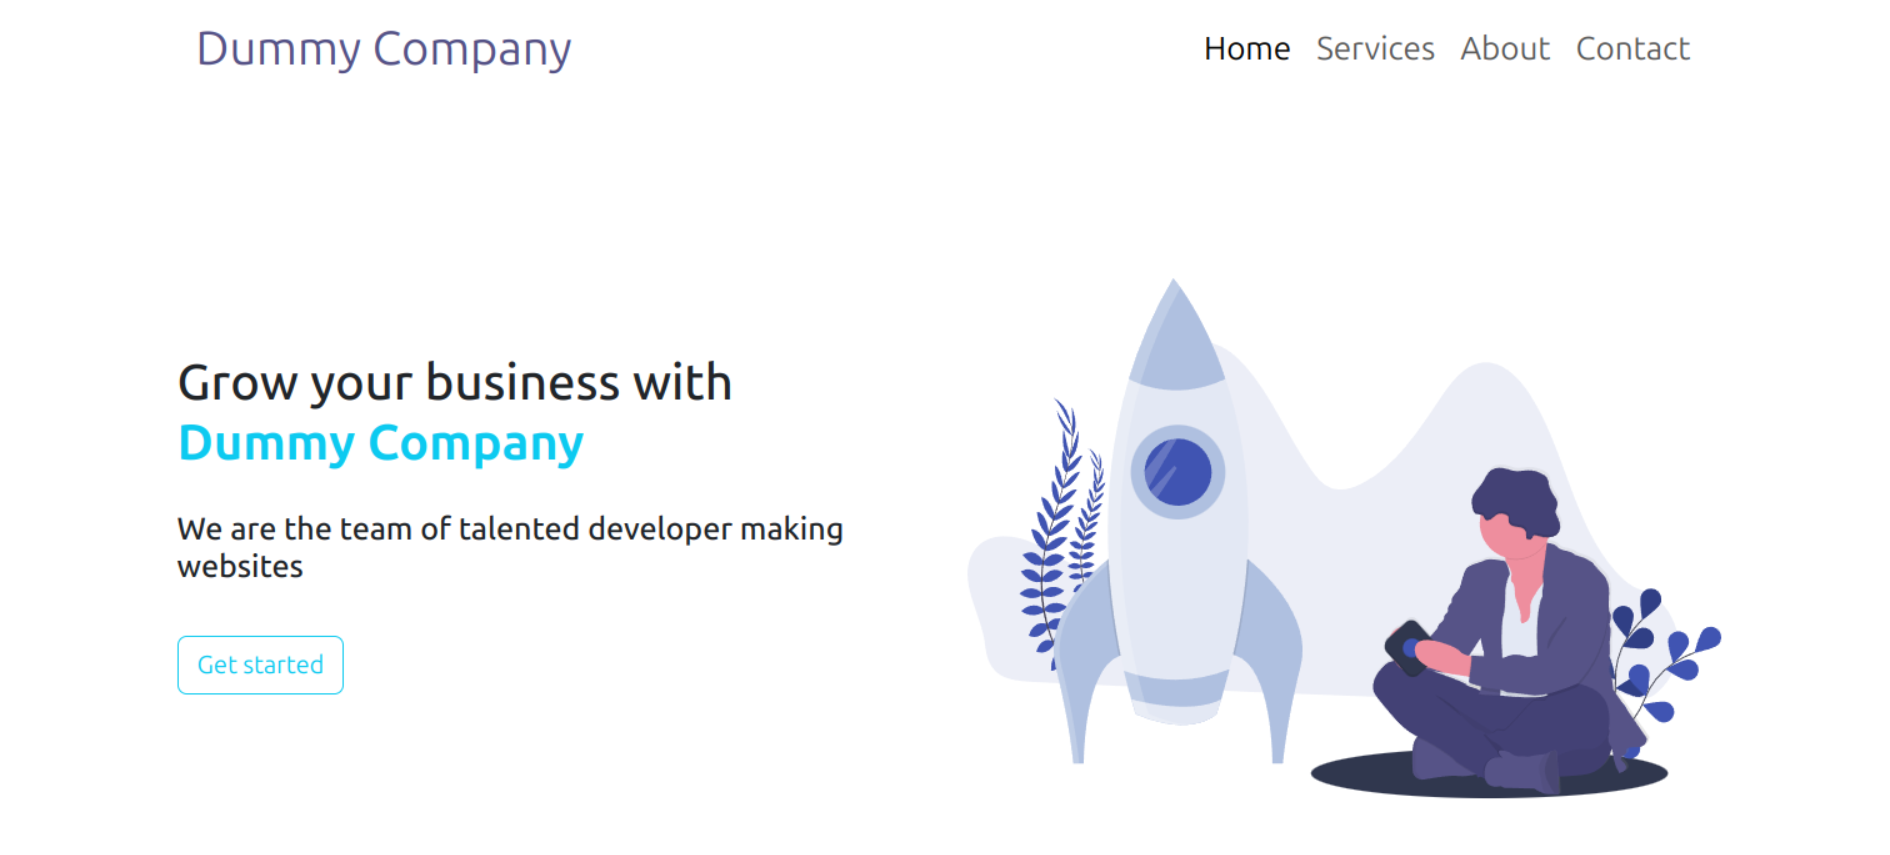 Dummy Company
Home Services About Contact
Grow your business with
Dummy Company
We are the team of talented developer making
websites
Get started